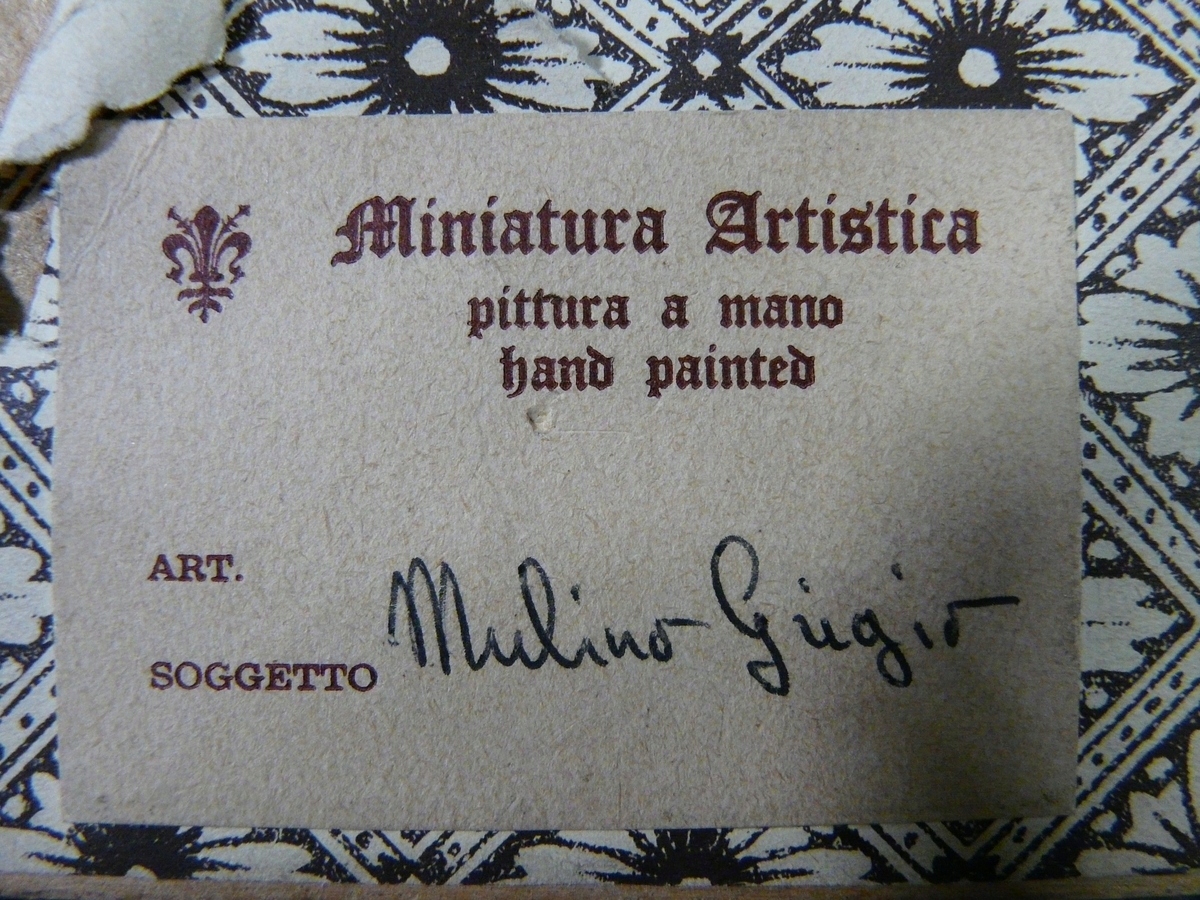 Miniatura Artistica
pittura a mano
hand painted
ART.
Mulino Grigio
SOGGETTO